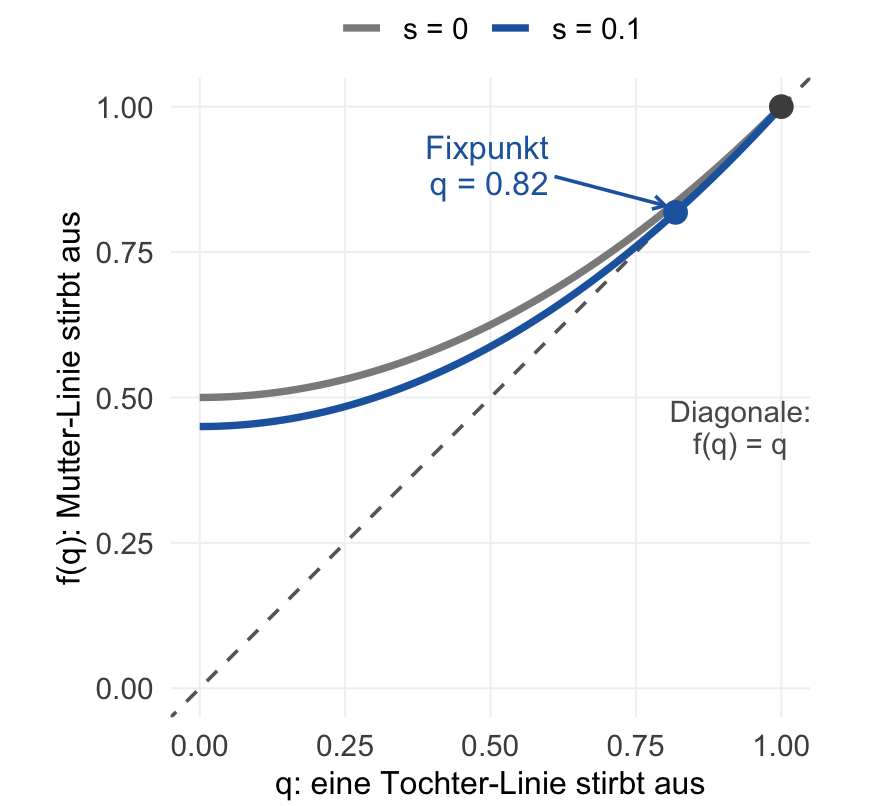 s = 0
s = 0.1
1.00
0.75
0.50
0.25
0.00
f(q): Mutter-Linie stirbt aus
Fixpunkt
q = 0.82
Diagonale:
f(q) = q
0.00
0.25
0.50
0.75
1.00
q: eine Tochter-Linie stirbt aus